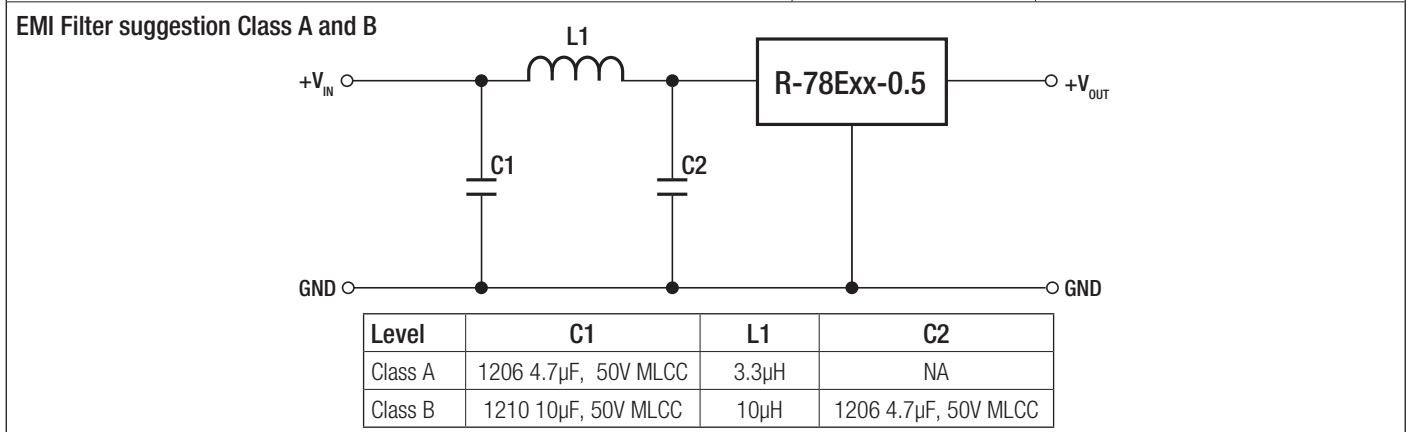 EMI Filter suggestion Class A and B
L1
+VIN
R-78Exx-0.5
+VOUT
C1
C2
GND
GND
Level C1 L1 C2
Class A 1206 4.7µF, 50V MLCC 3.3µH NA
Class B 1210 10µF, 50V MLCC 10µH 1206 4.7µF, 50V MLCC